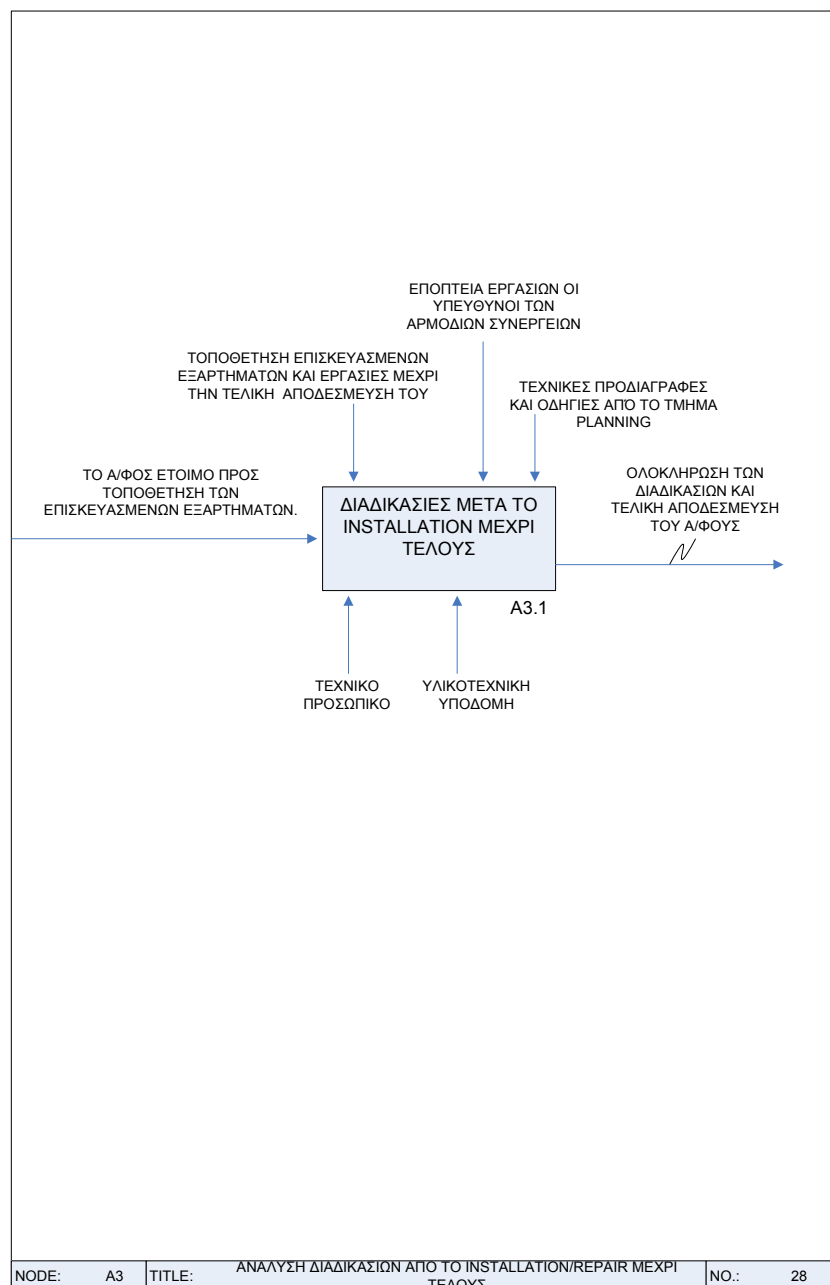 ΕΠΟΠΤΕΙΑ ΕΡΓΑΣΙΩΝ ΟΙ
ΥΠΕΥΘΥΝΟΙ ΤΩΝ
ΑΡΜΟΔΙΩΝ ΣΥΝΕΡΓΕΙΩΝ
ΤΟΠΟΘΕΤΗΣΗ ΕΠΙΣΚΕΥΑΣΜΕΝΩΝ
ΕΞΑΡΤΗΜΑΤΩΝ ΚΑΙ ΕΡΓΑΣΙΕΣ ΜΕΧΡΙ
ΤΗΝ ΤΕΛΙΚΗ ΑΠΟΔΕΣΜΕΥΣΗ ΤΟΥ
ΤΕΧΝΙΚΕΣ ΠΡΟΔΙΑΓΡΑΦΕΣ
ΚΑΙ ΟΔΗΓΙΕΣ ΑΠΌ ΤΟ ΤΜΗΜΑ
PLANNING
ΤΟ Α/ΦΟΣ ΕΤΟΙΜΟ ΠΡΟΣ
ΤΟΠΟΘΕΤΗΣΗ ΤΩΝ
ΕΠΙΣΚΕΥΑΣΜΕΝΩΝ ΕΞΑΡΤΗΜΑΤΩΝ.
ΟΛΟΚΛΗΡΩΣΗ ΤΩΝ
ΔΙΑΔΙΚΑΣΙΩΝ ΚΑΙ
ΤΕΛΙΚΗ ΑΠΟΔΕΣΜΕΥΣΗ
ΤΟΥ Α/ΦΟΥΣ
ΔΙΑΔΙΚΑΣΙΕΣ ΜΕΤΑ ΤΟ
INSTALLATION ΜΕΧΡΙ
ΤΕΛΟΥΣ
A3.1
ΤΕΧΝΙΚΟ
ΠΡΟΣΩΠΙΚΟ
ΥΛΙΚΟΤΕΧΝΙΚΗ
ΥΠΟΔΟΜΗ
NODE: A3 TITLE: ΑΝΑΛΥΣΗ ΔΙΑΔΙΚΑΣΙΩΝ ΑΠΟ ΤΟ INSTALLATION/REPAIR ΜΕΧΡΙ
ΤΕΛΟΥΣ
NO.: 28